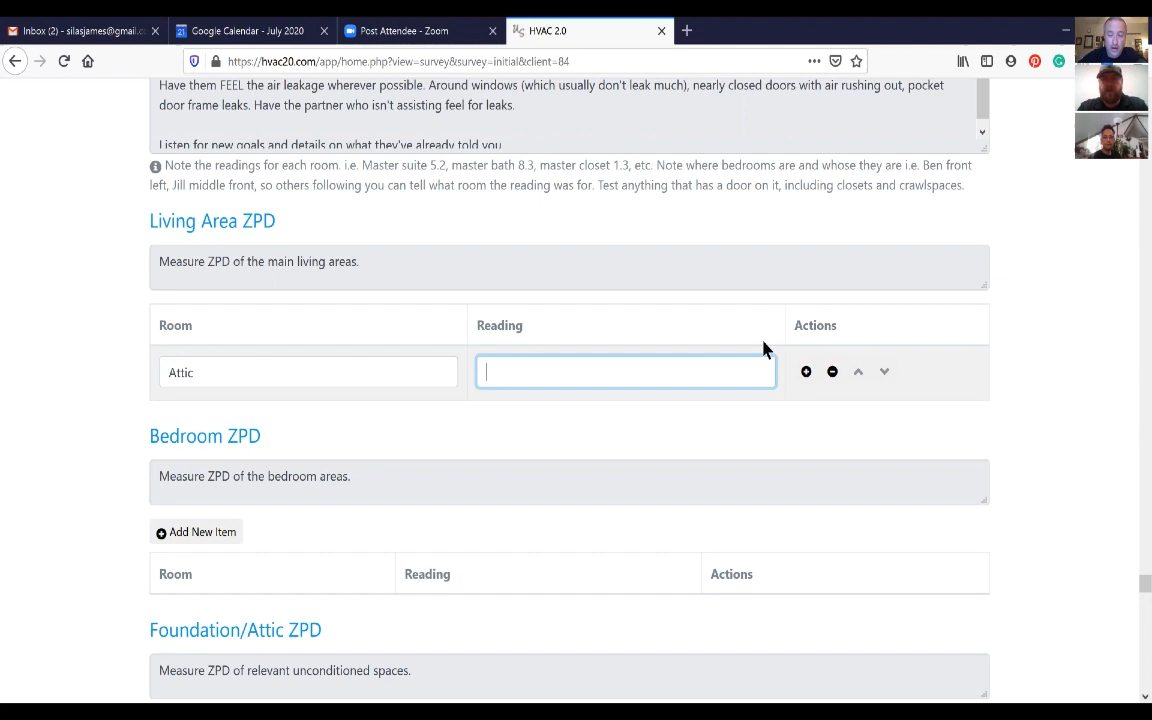 Inbox (2) - silasjames@gmail.c
Google Calendar - July 2020
Post Attendee - Zoom
HVAC 2.0
https://hvac20.com/app/home.php?view=survey&survey=initial&client=84
Have them FEEL the air leakage wherever possible. Around windows (which usually don't leak much), nearly closed doors with air rushing out, pocket
door frame leaks. Have the partner who isn't assisting feel for leaks.
Listen for new goals and details on what they've already told you
Note the readings for each room. i.e. Master suite 5.2, master bath 8.3, master closet 1.3, etc. Note where bedrooms are and whose they are i.e. Ben front
left, Jill middle front, so others following you can tell what room the reading was for. Test anything that has a door on it, including closets and crawlspaces.
Living Area ZPD
Measure ZPD of the main living areas.
Room Reading Actions
Attic
Bedroom ZPD
Measure ZPD of the bedroom areas.
Add New Item
Room Reading Actions
Foundation/Attic ZPD
Measure ZPD of relevant unconditioned spaces.